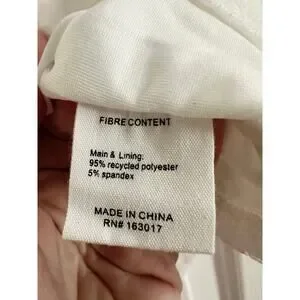 FIBRE CONTENT
Main & Lining:
95% recycled polyester
5% spandex
MADE IN CHINA
RN# 163017